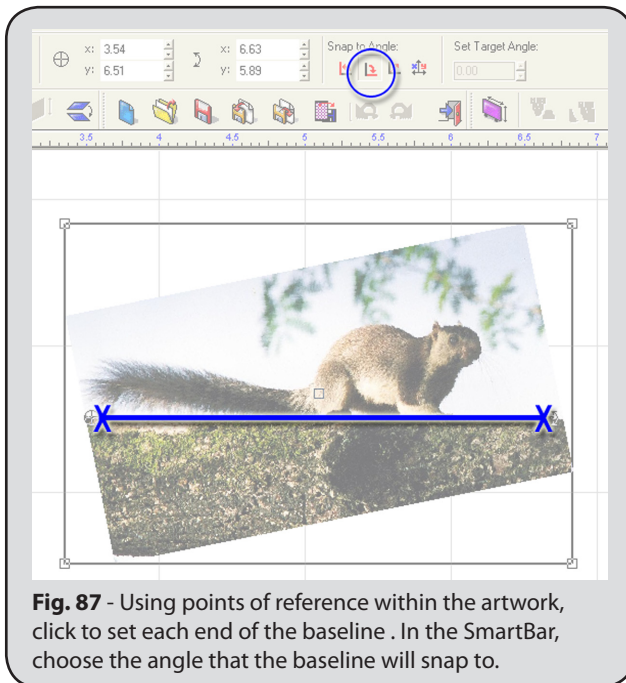 x: 3.54 x: 6.63 Snap to Angle: Set Target Angle:
y: 6.51 y: 5.89 0.00
3.5 4 4.5 5 5.5 6 6.5 7
X X
Fig. 87 - Using points of reference within the artwork,
click to set each end of the baseline . In the SmartBar,
choose the angle that the baseline will snap to.